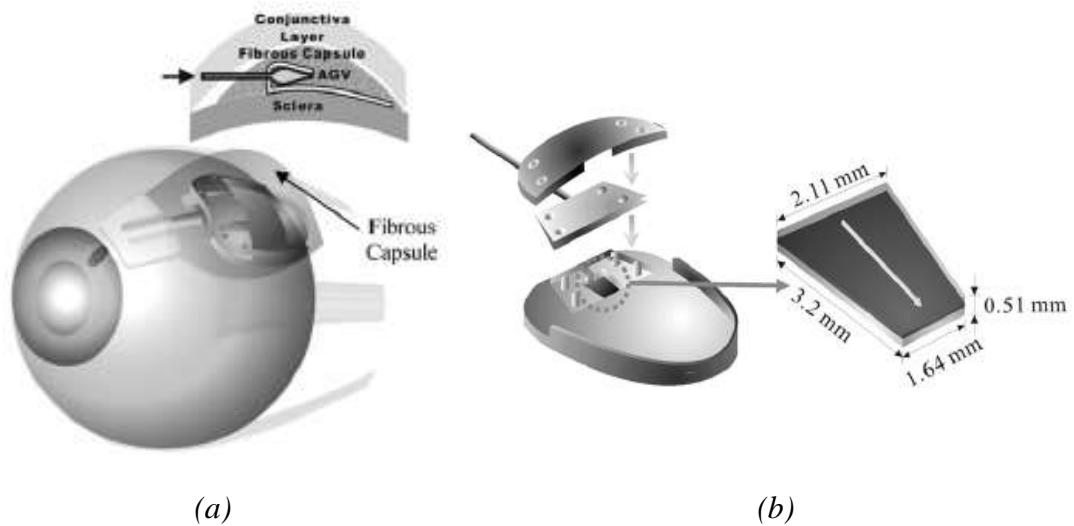 Conjunctiva
Layer
Fibrous Capsule
AGV
Sclera
Fibrous
Capsule
2.11 mm
3.2 mm
0.51 mm
1.64 mm
(a)
(b)